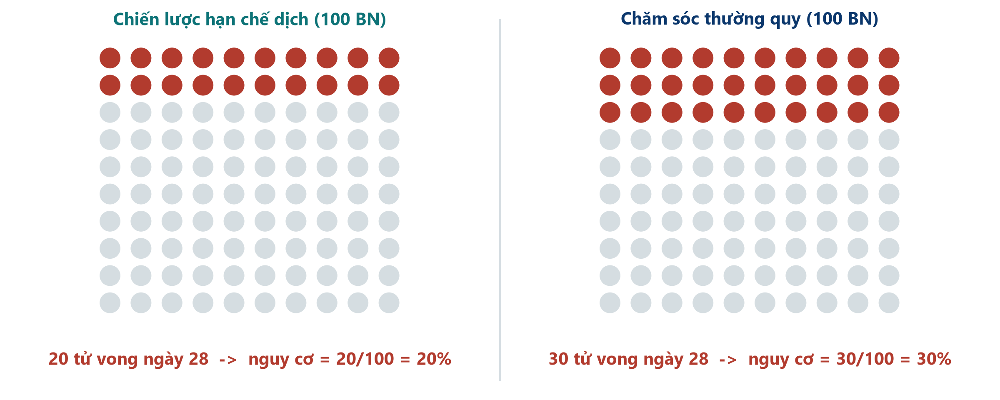 Chiến lược hạn chế dịch (100 BN)
20 tử vong ngày 28 -> nguy cơ = 20/100 = 20%
Chăm sóc thường quy (100 BN)
30 tử vong ngày 28 -> nguy cơ = 30/100 = 30%